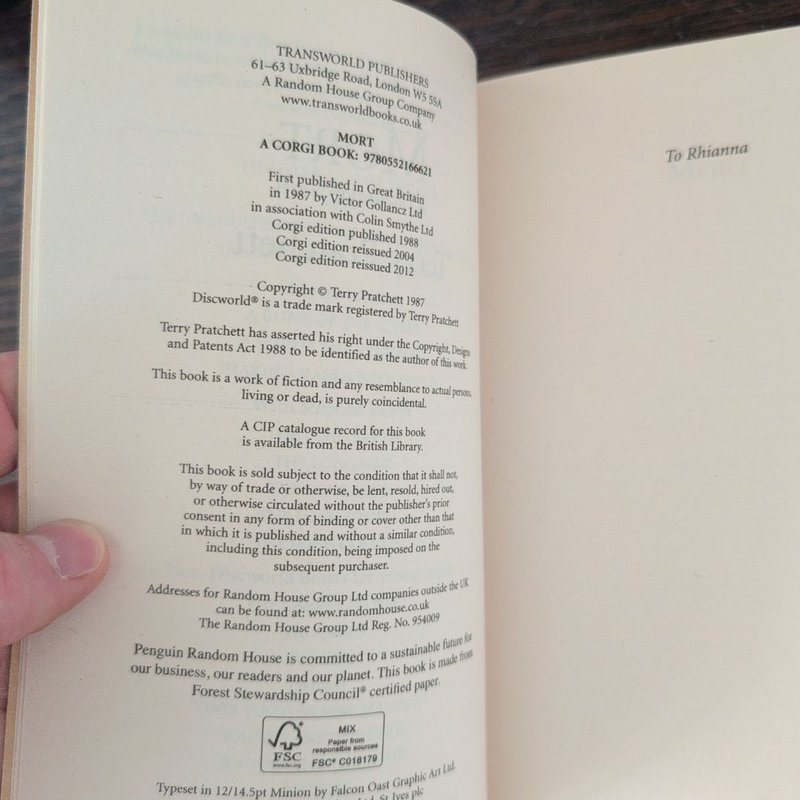 TRANSWORLD PUBLISHERS
61–63 Uxbridge Road, London W5 5SA
A Random House Group Company
www.transworldbooks.co.uk
MORT
A CORGI BOOK: 9780552166621
First published in Great Britain
in 1987 by Victor Gollancz Ltd
in association with Colin Smythe Ltd
Corgi edition published 1988
Corgi edition reissued 2004
Corgi edition reissued 2012
Copyright © Terry Pratchett 1987
Discworld® is a trade mark registered by Terry Pratchett
Terry Pratchett has asserted his right under the Copyright, Designs
and Patents Act 1988 to be identified as the author of this work.
This book is a work of fiction and any resemblance to actual persons,
living or dead, is purely coincidental.
A CIP catalogue record for this book
is available from the British Library.
This book is sold subject to the condition that it shall not,
by way of trade or otherwise, be lent, resold, hired out,
or otherwise circulated without the publisher's prior
consent in any form of binding or cover other than that
in which it is published and without a similar condition,
including this condition, being imposed on the
subsequent purchaser.
Addresses for Random House Group Ltd companies outside the UK
can be found at: www.randomhouse.co.uk
The Random House Group Ltd Reg. No. 954009
Penguin Random House is committed to a sustainable future for
our business, our readers and our planet. This book is made from
Forest Stewardship Council® certified paper.
FSC
www.fsc.org
MIX
Paper from
responsible sources
FSC® C018179
Typeset in 12/14.5pt Minion by Falcon Oast Graphic Art Ltd.
St Ives plc
To Rhianna